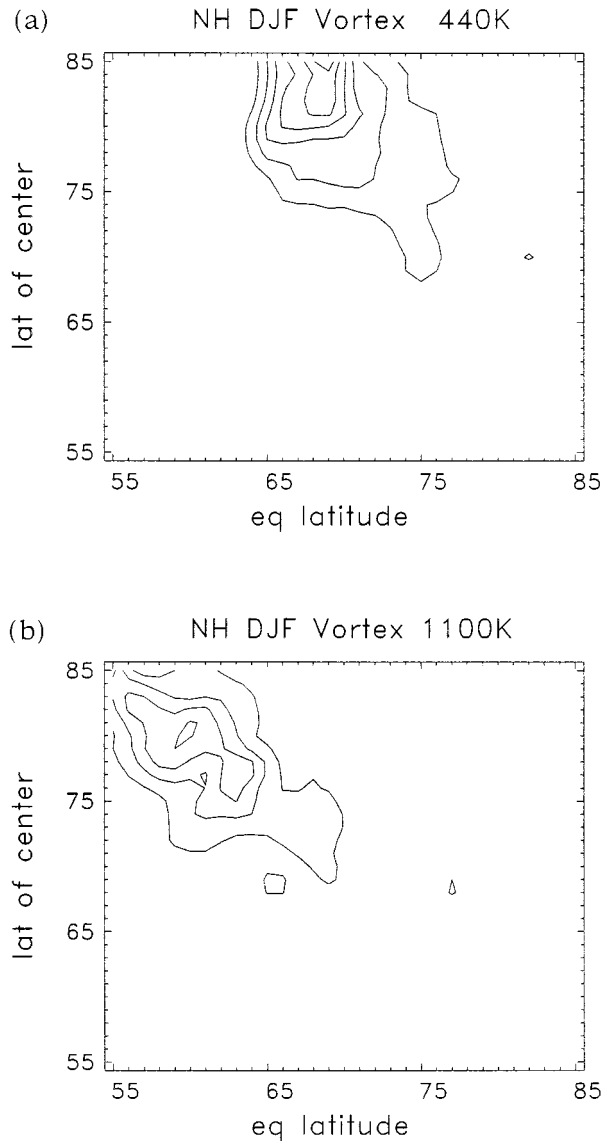 (a)
NH DJF Vortex 440K
85
75
65
55
lat of center
55 65 75 85
eq latitude
(b)
NH DJF Vortex 1100K
85
75
65
55
lat of center
55 65 75 85
eq latitude